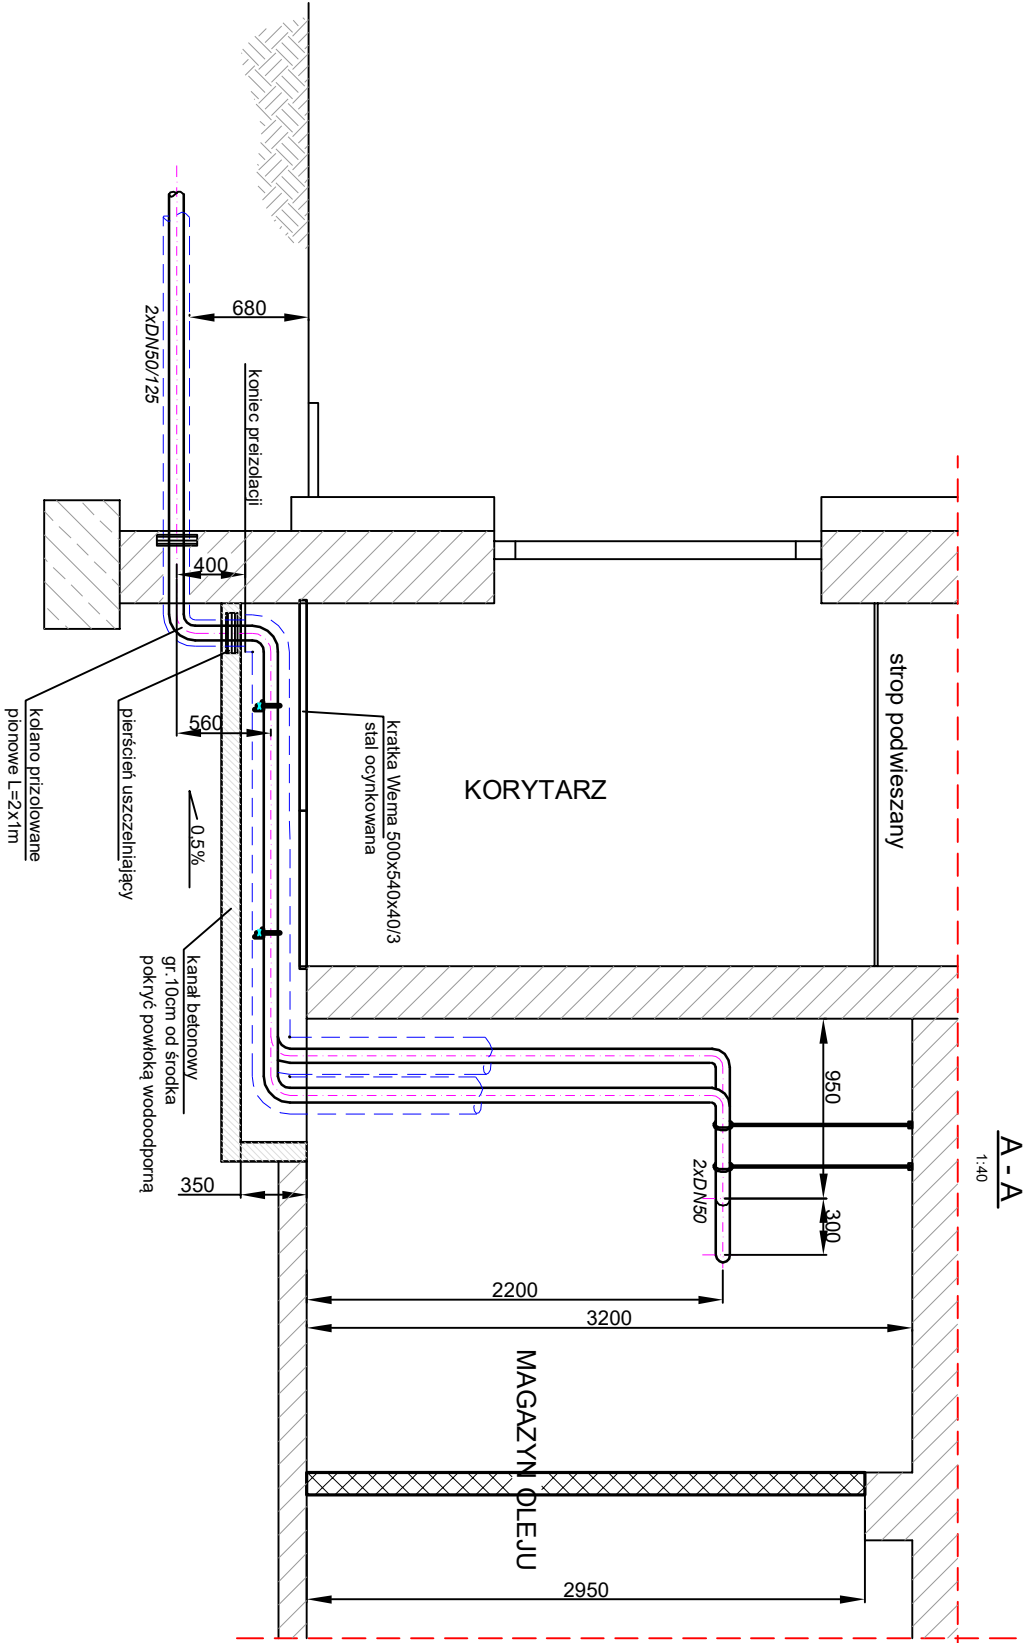 A - A
1:40
strop podwieszany
KORYTARZ
kratka Wema 500x540x40/3
stal ocynkowana
koniec preizolacji
2xDN50/125
680
400
560
350
0,5%
kolano prizolowane
pionowe L=2x1m
pierścień uszczelniający
kanał betonowy
gr.10cm od środka
pokryć powłoką wodoodporną
950
300
2xDN50
2200
3200
MAGAZYN OLEJU
2950